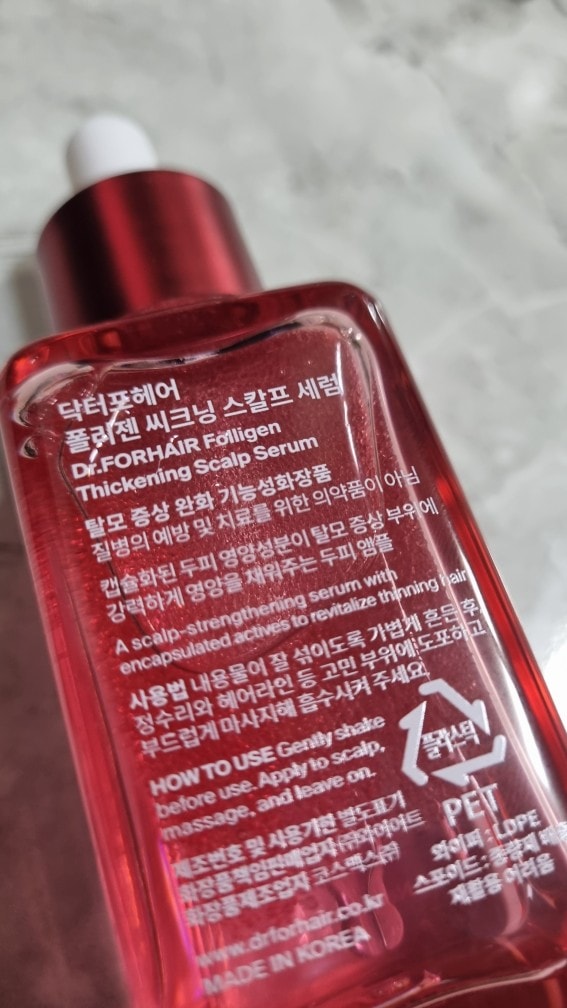 닥터포헤어
폴리젠 씨크닝 스칼프 세럼
Dr.FORHAIR Folligen
Thickening Scalp Serum
탈모 증상 완화 기능성화장품
질병의 예방 및 치료를 위한 의약품이 아님
캡슐화된 두피 영양성분이 탈모 증상 부위에
강력하게 영양을 채워주는 두피 앰플
A scalp-strengthening serum with
encapsulated actives to revitalize thinning hair
사용법 내용물이 잘 섞이도록 가볍게 흔든 후,
정수리와 헤어라인 등 고민 부위에 도포하고
부드럽게 마사지해 흡수시켜 주세요.
HOW TO USE Gently shake
before use. Apply to scalp,
massage, and leave on.
플라스틱
PET
와이퍼 : LDPE
스포이드 :
재활용 어려움
제조번호 및 사용기한 별도표기
화장품책임판매업자 (유)와이어트
화장품제조업자 코스맥스㈜
www.drforhair.co.kr
MADE IN KOREA